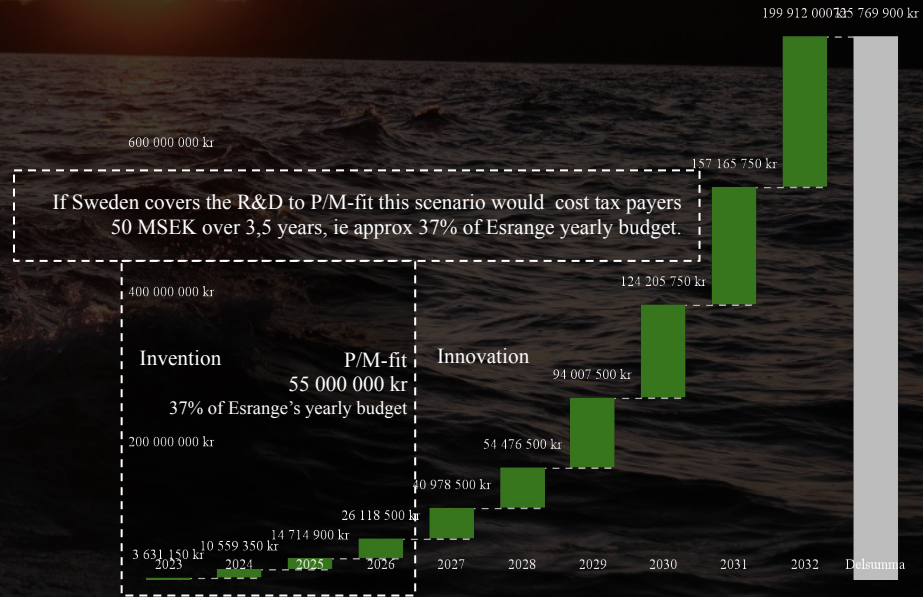 199 912 000 kr
725 769 900 kr
600 000 000 kr
157 165 750 kr
If Sweden covers the R&D to P/M-fit this scenario would cost tax payers
50 MSEK over 3,5 years, ie approx 37% of Esrange yearly budget.
124 205 750 kr
400 000 000 kr
Invention
P/M-fit
Innovation
55 000 000 kr
94 007 500 kr
37% of Esrange’s yearly budget
200 000 000 kr
54 476 500 kr
40 978 500 kr
26 118 500 kr
14 714 900 kr
10 559 350 kr
3 631 150 kr
2023 2024 2025 2026 2027 2028 2029 2030 2031 2032 Delsumma